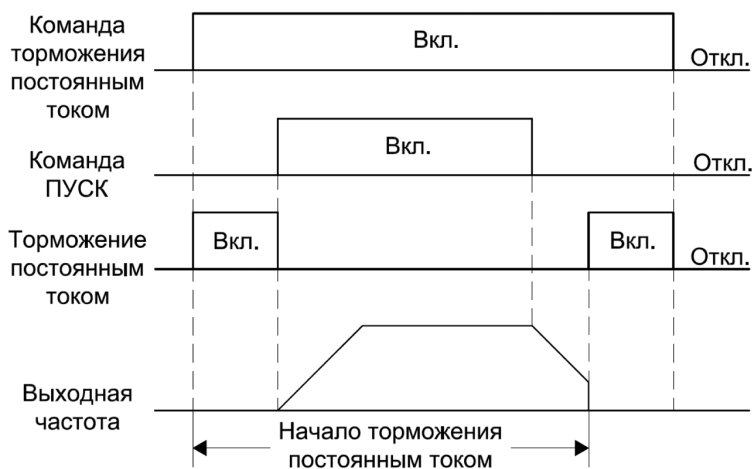 Команда
торможения
постоянным
током
Вкл.
Откл.
Команда
ПУСК
Вкл.
Откл.
Торможение
постоянным
током
Вкл.
Вкл.
Откл.
Выходная
частота
Начало торможения
постоянным током